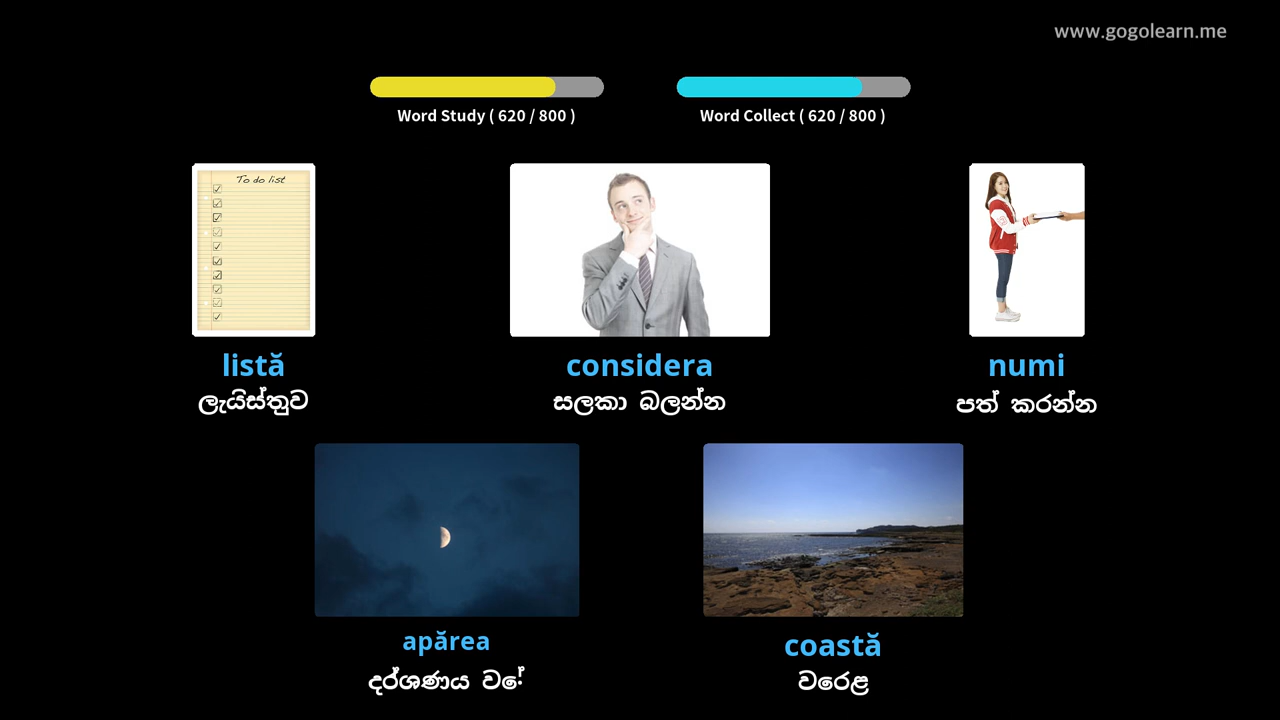 www.gogolearn.me
Word Study ( 620 / 800 )
Word Collect ( 620 / 800 )
To do list
listă
ලැයිස්තුව
considera
සලකා බලන්න
numi
පත් කරන්න
apărea
දර්ශණය වේ!
coastă
වරෙළ